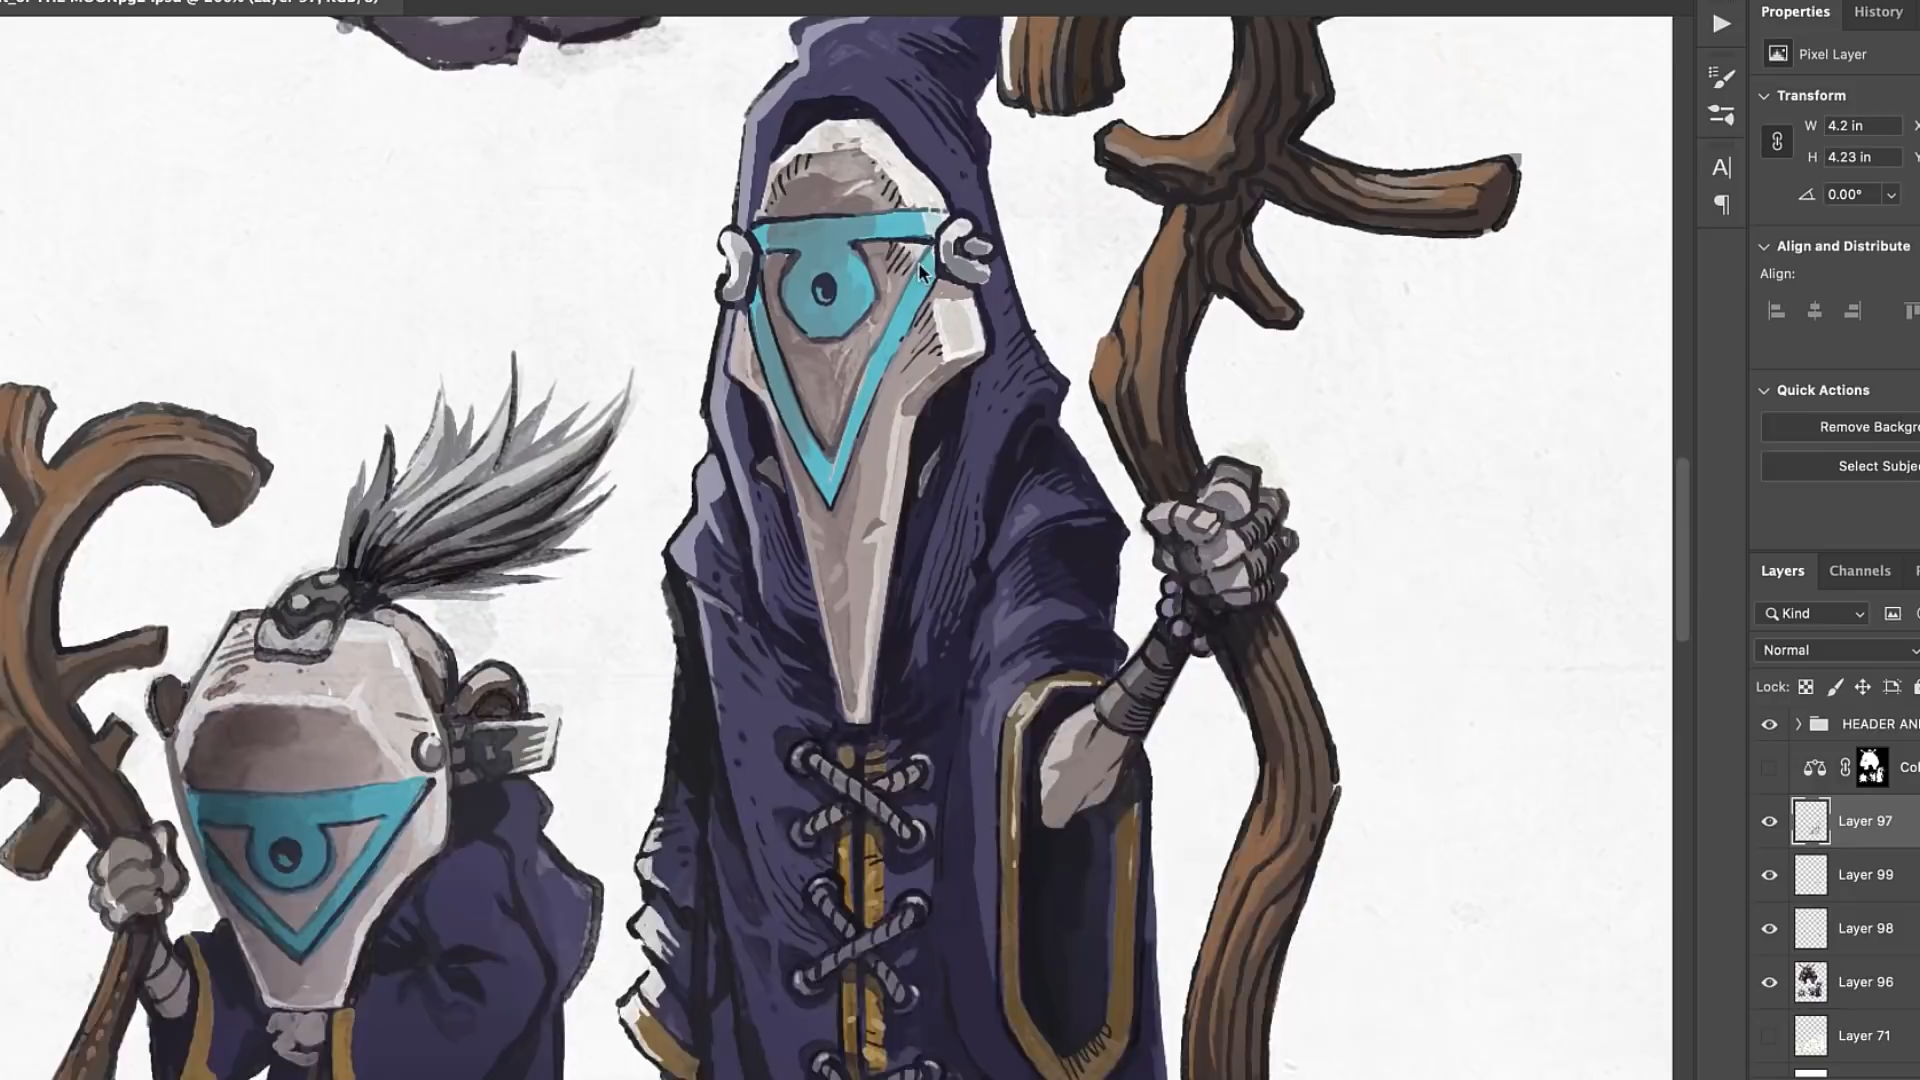 Properties
History
Pixel Layer
Transform
W 4.2 in
X
H 4.23 in
Y
0.00°
Align and Distribute
Align:
Quick Actions
Remove Backgro
Select Subje
Layers
Channels
P
Kind
Normal
Lock:
HEADER AN
Col
Layer 97
Layer 99
Layer 98
Layer 96
Layer 71